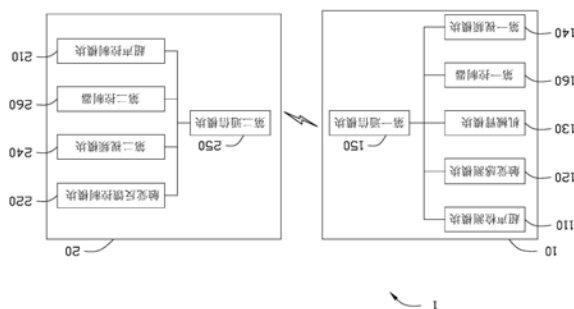 1
10
20
110
超声检测模块
120
触觉感测模块
130
机械臂模块
160
第一控制器
140
第一视频模块
150
第一通信模块
250
第二通信模块
触觉反馈控制模块
220
第二视频模块
240
第二控制器
260
超声控制模块
210